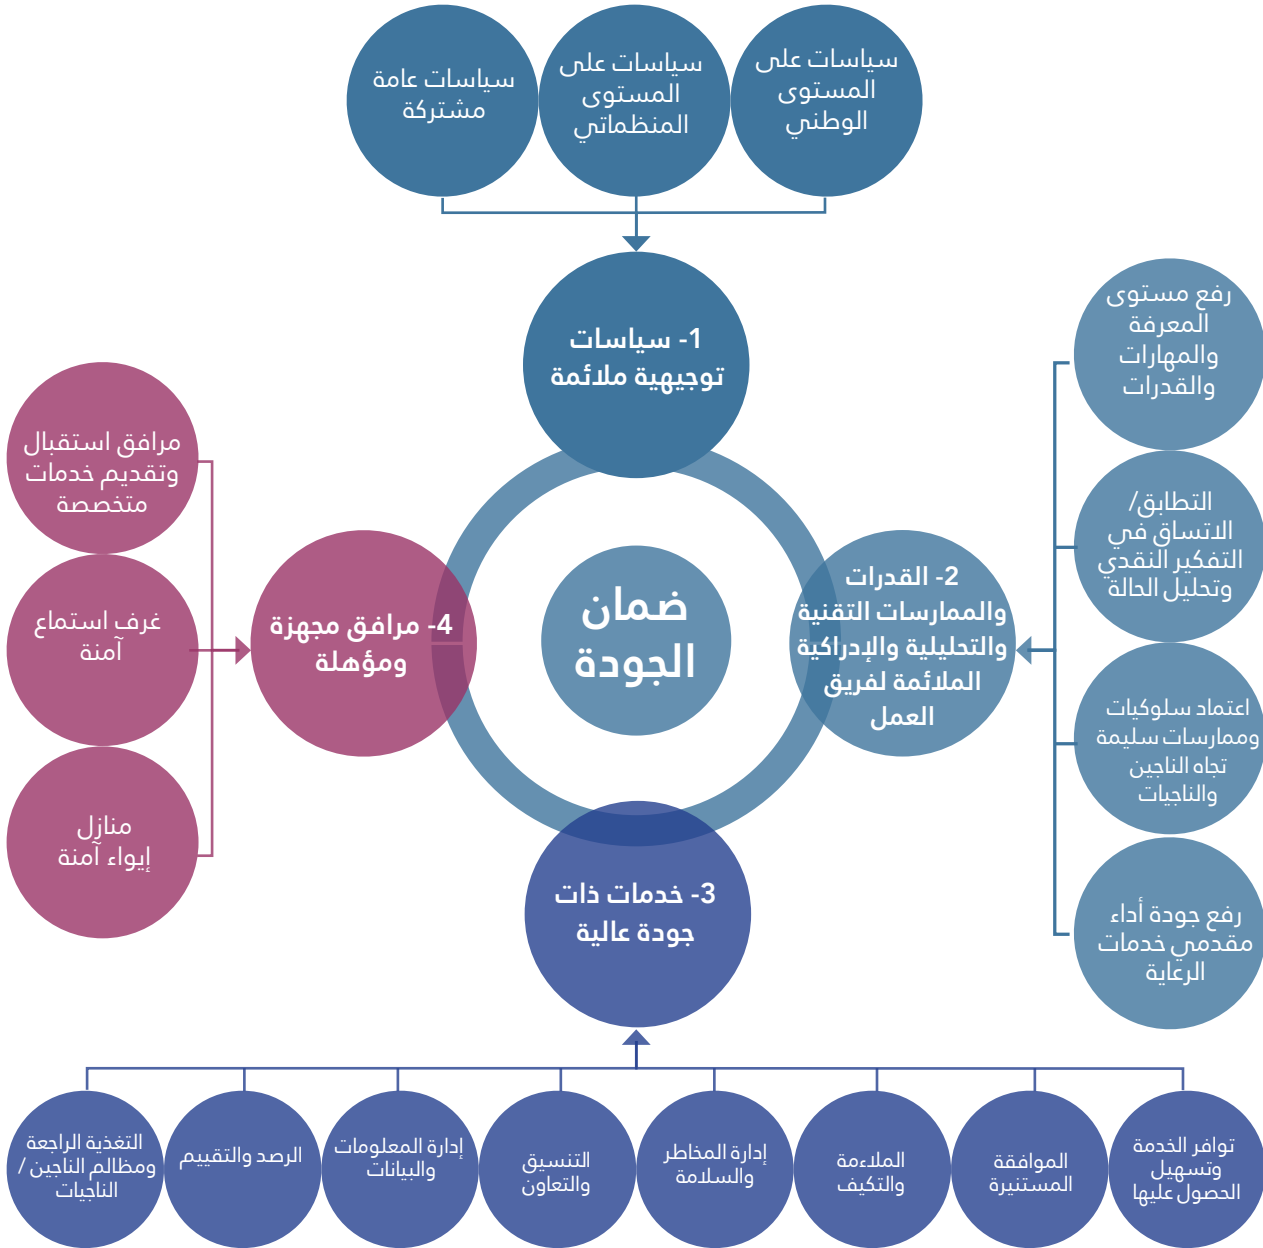 سياسات على
المستوى
الوطني
سياسات على
المستوى
المنظماتي
سياسات عامة
مشتركة
1- سياسات
توجيهية ملائمة
رفع مستوى
المعرفة
والمهارات
والقدرات
التطابق/
الاتساق في
التفكير النقدي
وتحليل الحالة
اعتماد سلوكيات
وممارسات سليمة
تجاه الناجين
والناجيات
رفع جودة أداء
مقدمي خدمات
الرعاية
2- القدرات
والممارسات التقنية
والتحليلية والإدراكية
الملائمة لفريق
العمل
ضمان
الجودة
4- مرافق مجهزة
ومؤهلة
مرافق استقبال
وتقديم خدمات
متخصصة
غرف استماع
آمنة
منازل
إيواء آمنة
3- خدمات ذات
جودة عالية
توافر الخدمة
وتسهيل
الحصول عليها
الموافقة
المستنيرة
الملاءمة
والتكيف
إدارة المخاطر
والسلامة
التنسيق
والتعاون
إدارة المعلومات
والبيانات
الرصد والتقييم
التغذية الراجعة
ومظالم الناجين /
الناجيات